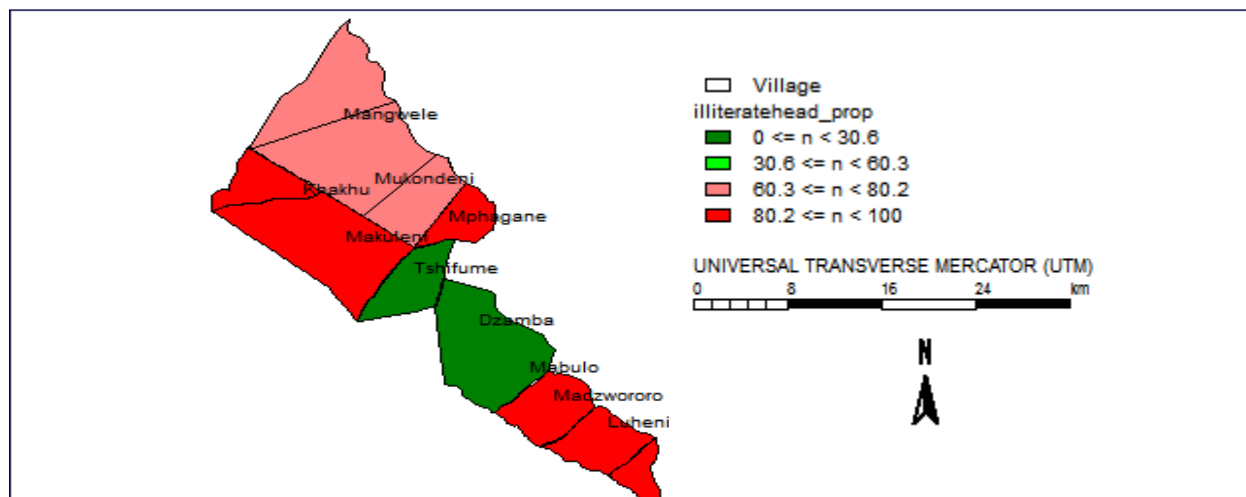 Mangwele
Mukondeni
Khakhu
Mphagane
Makuleni
Tshifume
Dzamba
Mabulo
Madzwororo
Luheni
Village
illiteratehead_prop
0 <= n < 30.6
30.6 <= n < 60.3
60.3 <= n < 80.2
80.2 <= n < 100
UNIVERSAL TRANSVERSE MERCATOR (UTM)
0 8 16 24 km
N